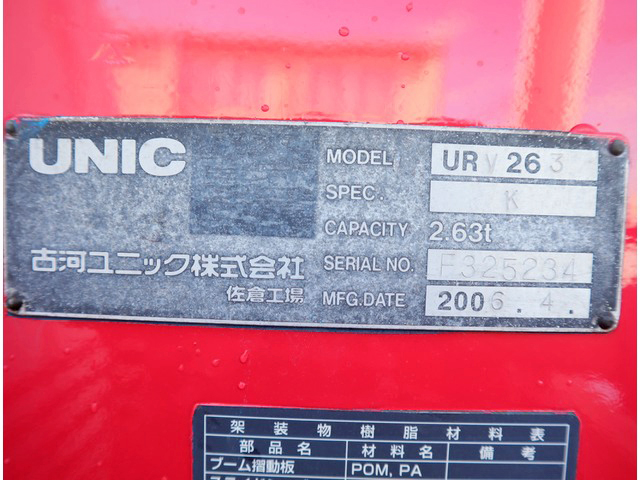 UNIC
MODEL URV263
SPEC. K
CAPACITY 2.63t
古河ユニック株式会社
SERIAL NO. F325234
佐倉工場
MFG.DATE 2006.4.
架装物樹脂材料表
部品名 材料名 備考
ブーム摺動板 POM, PA